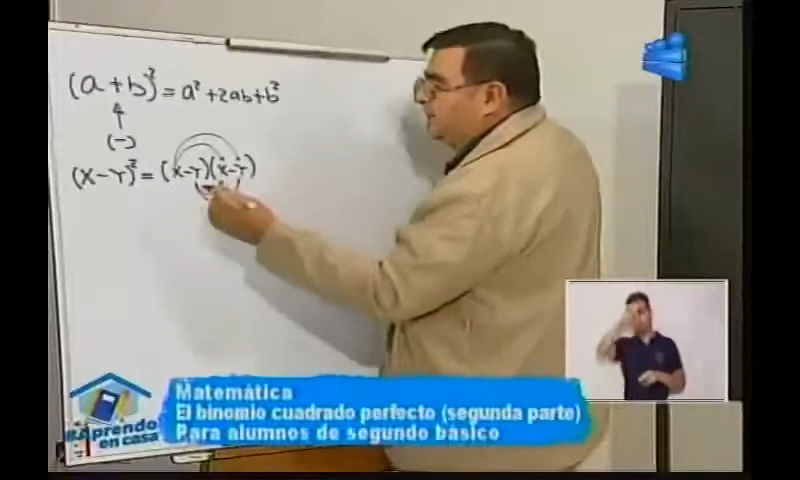 (a + b)² = a² + 2ab + b²
(-)
(x - y)² = (x - y)(x - y)
Matemática
El binomio cuadrado perfecto (segunda parte)
Para alumnos de segundo básico
#Aprendo
en casa